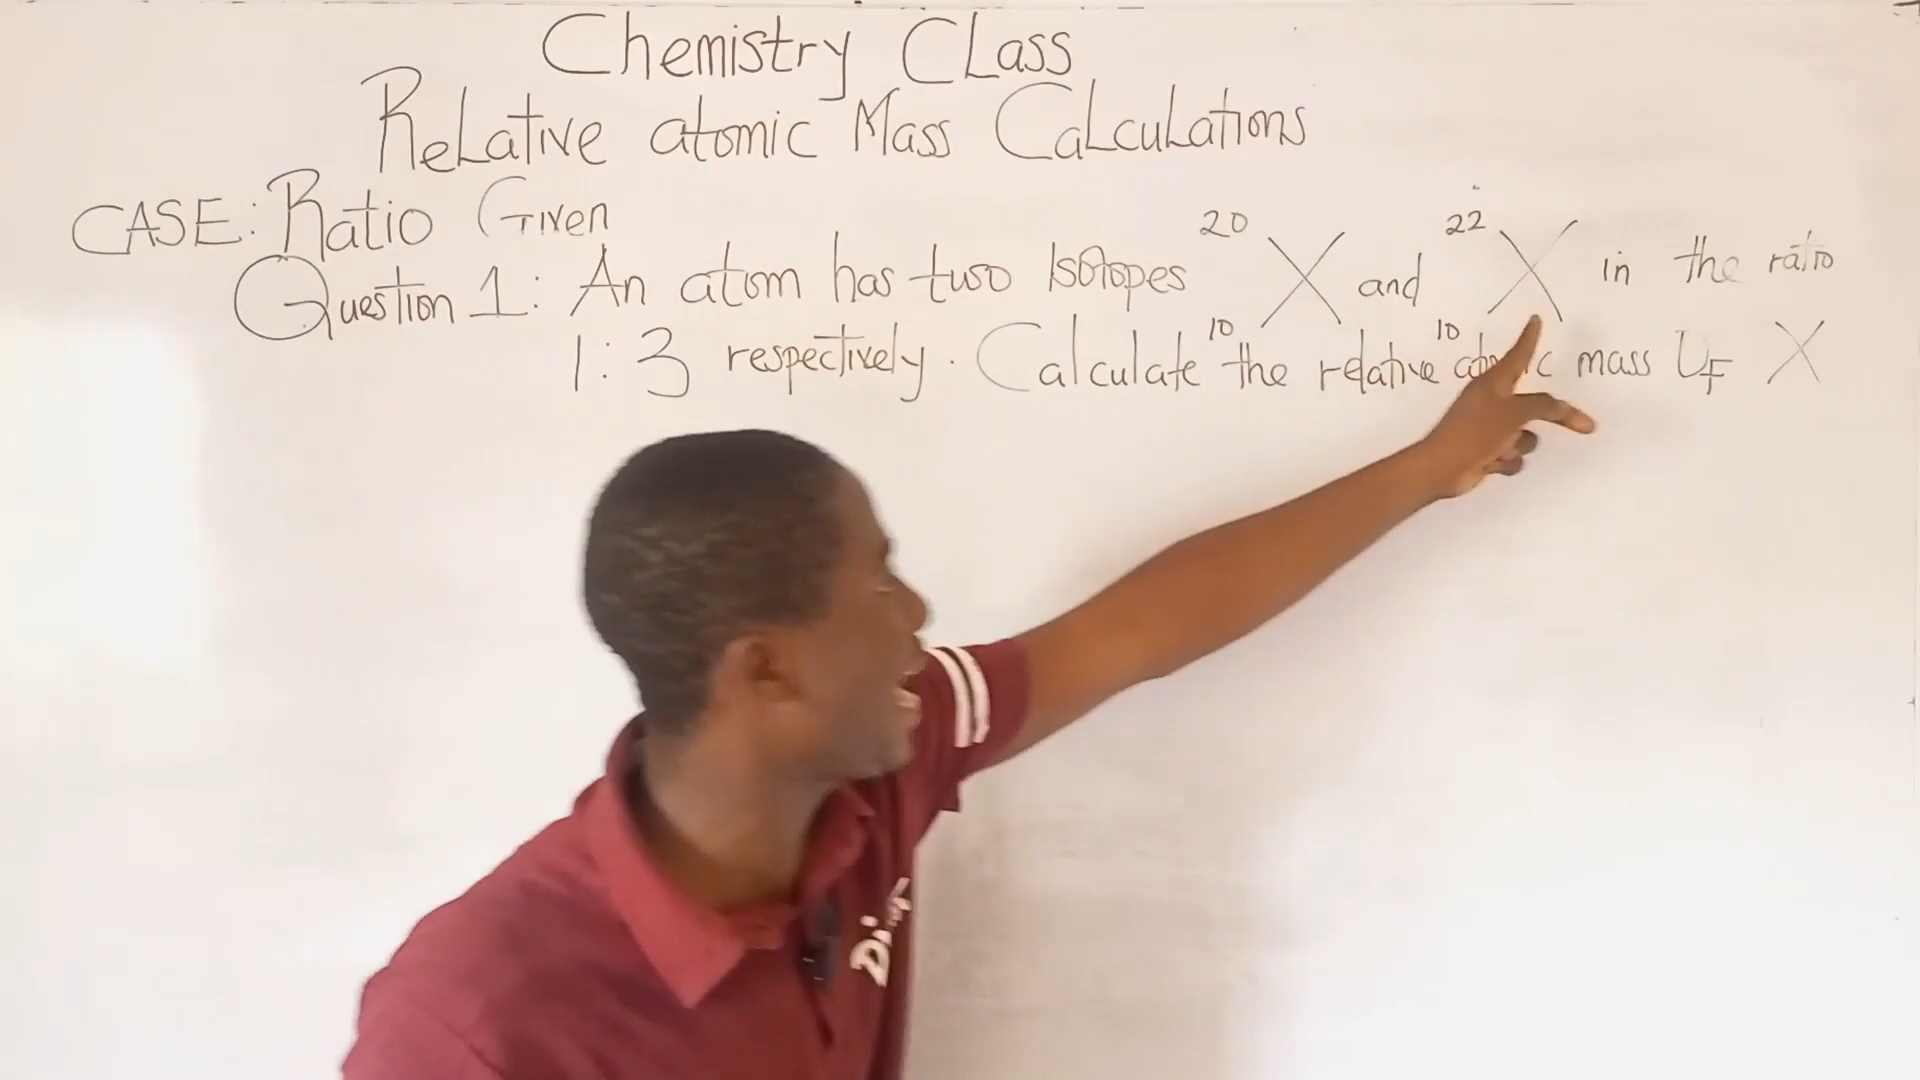 Chemistry CLass
ReLative atomic Mass CaLcuLations
CASE: Ratio Given
Question 1: An atom has two Isotopes ²⁰₁₀X and ²²₁₀X in the ratio
1:3 respectively. Calculate the relative atomic mass of X